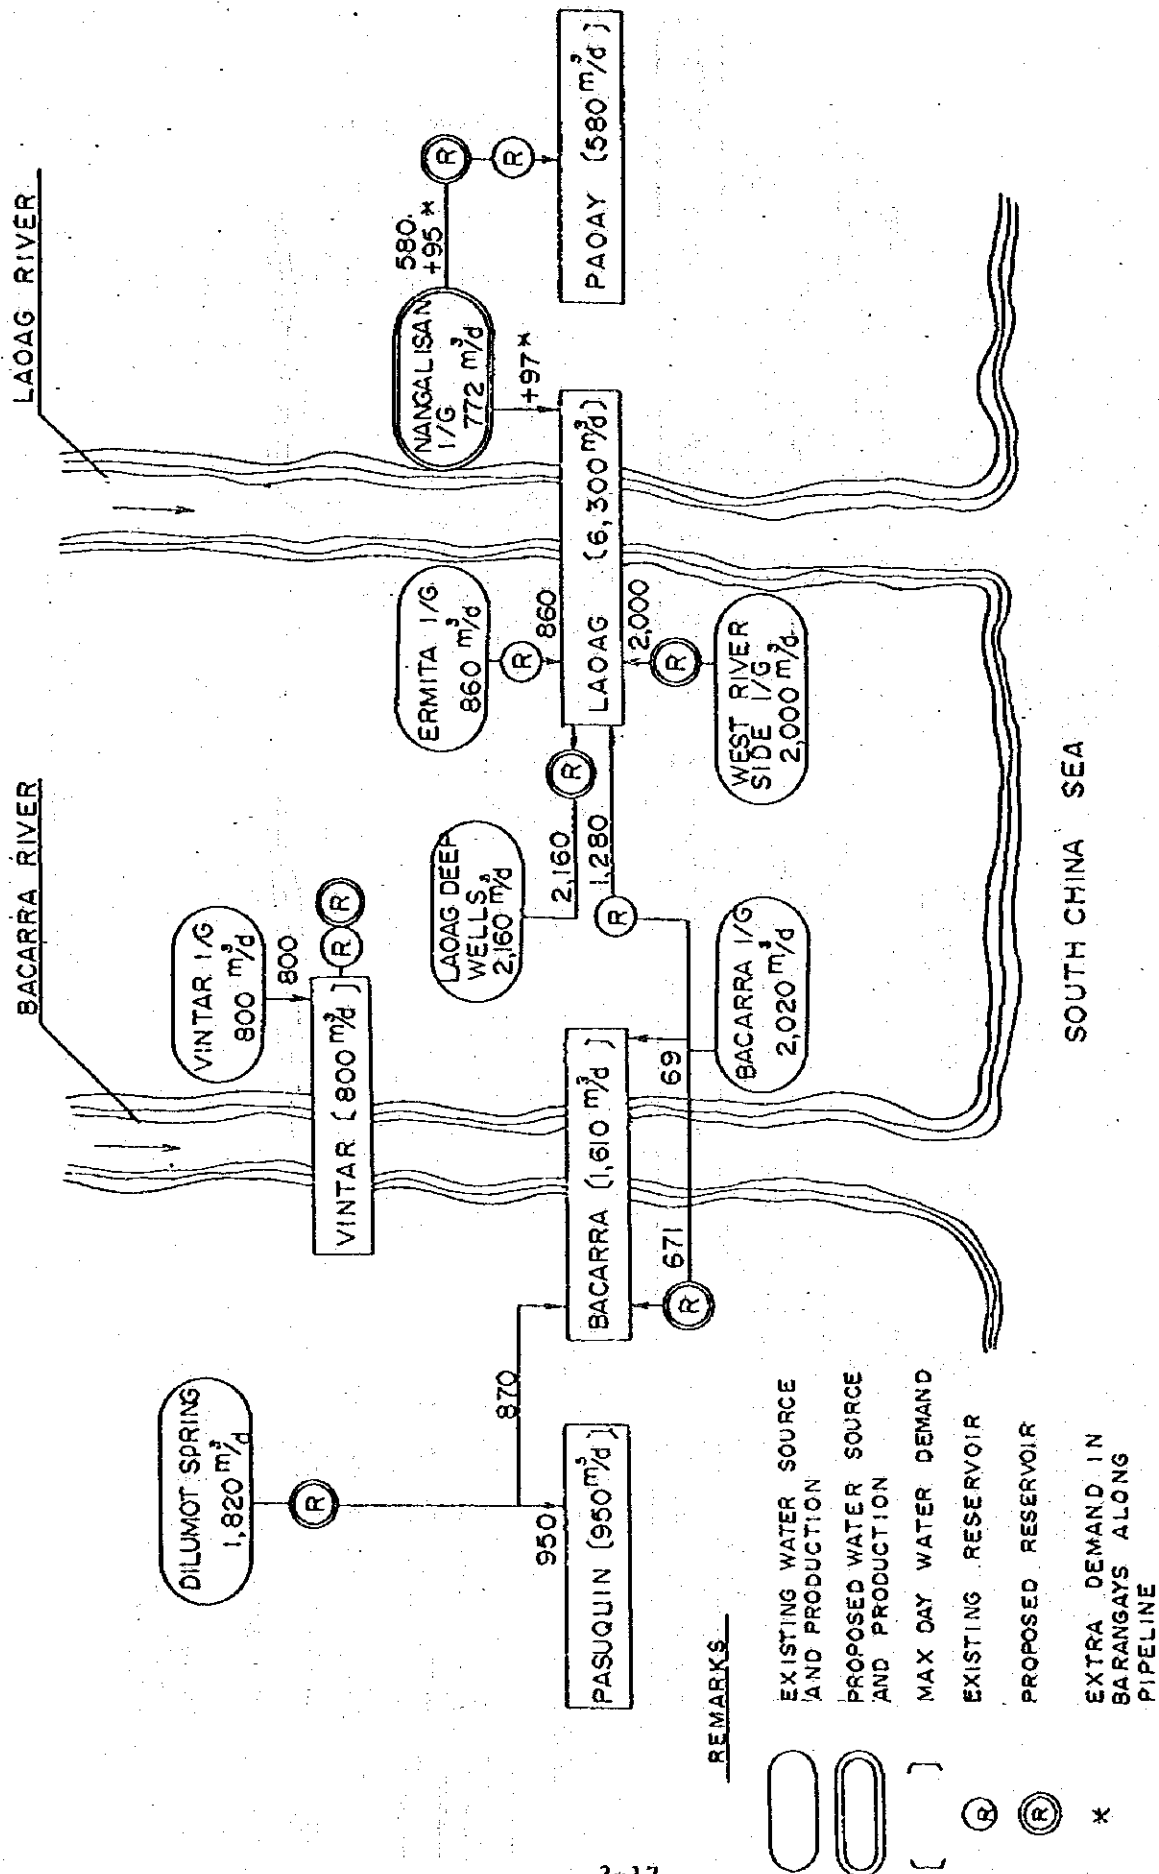 BACARRA RIVER
LAOAG RIVER
DILUMOT SPRING
1,820 m³/d
R
950
870
PASUQUIN [950 m³/d]
VINTAR I/G
800 m³/d
800
VINTAR [800 m³/d]
R
R
BACARRA [1,610 m³/d]
671
69
R
BACARRA I/G
2,020 m³/d
LAOAG DEEP
WELLS
2,160 m³/d
2,160
1,280
R
R
ERMITA I/G
860 m³/d
R
860
LAOAG [6,300 m³/d]
2,000
R
WEST RIVER
SIDE I/G
2,000 m³/d
NANGALISAN
I/G
772 m³/d
+97*
580.
+95*
R
R
PAOAY [580 m³/d]
SOUTH CHINA SEA
REMARKS
EXISTING WATER SOURCE
AND PRODUCTION
PROPOSED WATER SOURCE
AND PRODUCTION
[ ] MAX DAY WATER DEMAND
R EXISTING RESERVOIR
R PROPOSED RESERVOIR
* EXTRA DEMAND IN
BARANGAYS ALONG
PIPELINE